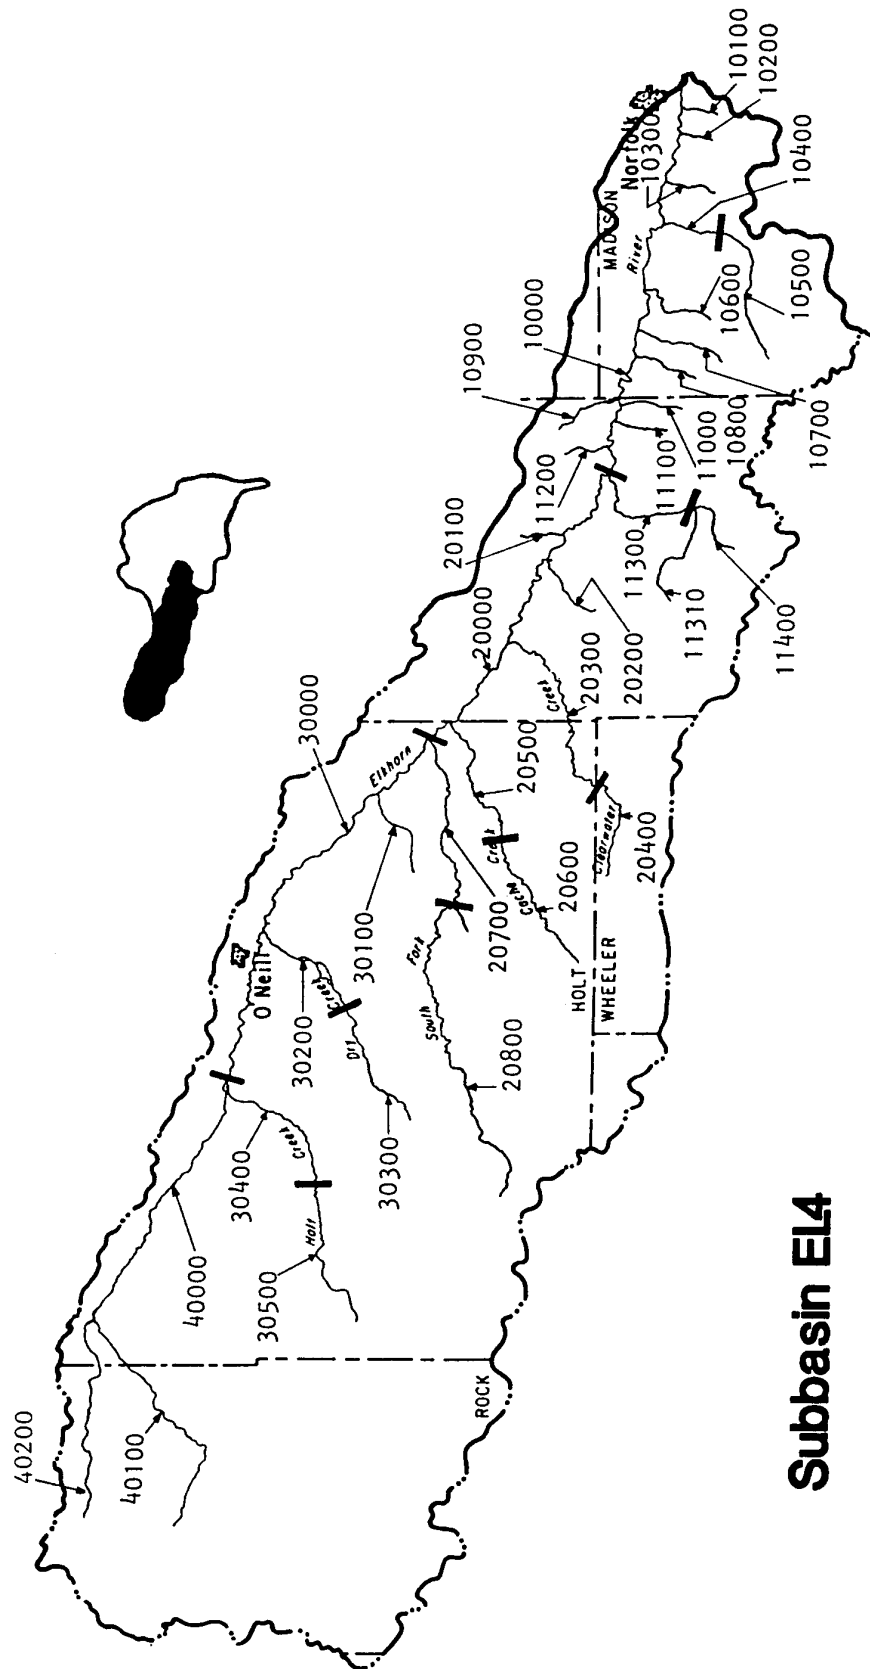 40200
40100
ROCK
40000
30500
Holt
Creek
30400
30300
Dry
Creek
30200
O'Neill
30100
30000
Elkhorn
20800
South
Fork
20700
20600
Cache
Creek
20500
HOLT
WHEELER
20400
Clearwater
Creek
20300
20200
20000
20100
11400
11310
11300
11200
11100
11000
10900
10800
10700
10000
10600
10500
River
MADISON
10400
10300
Norfolk
10200
10100
Subbasin EL4